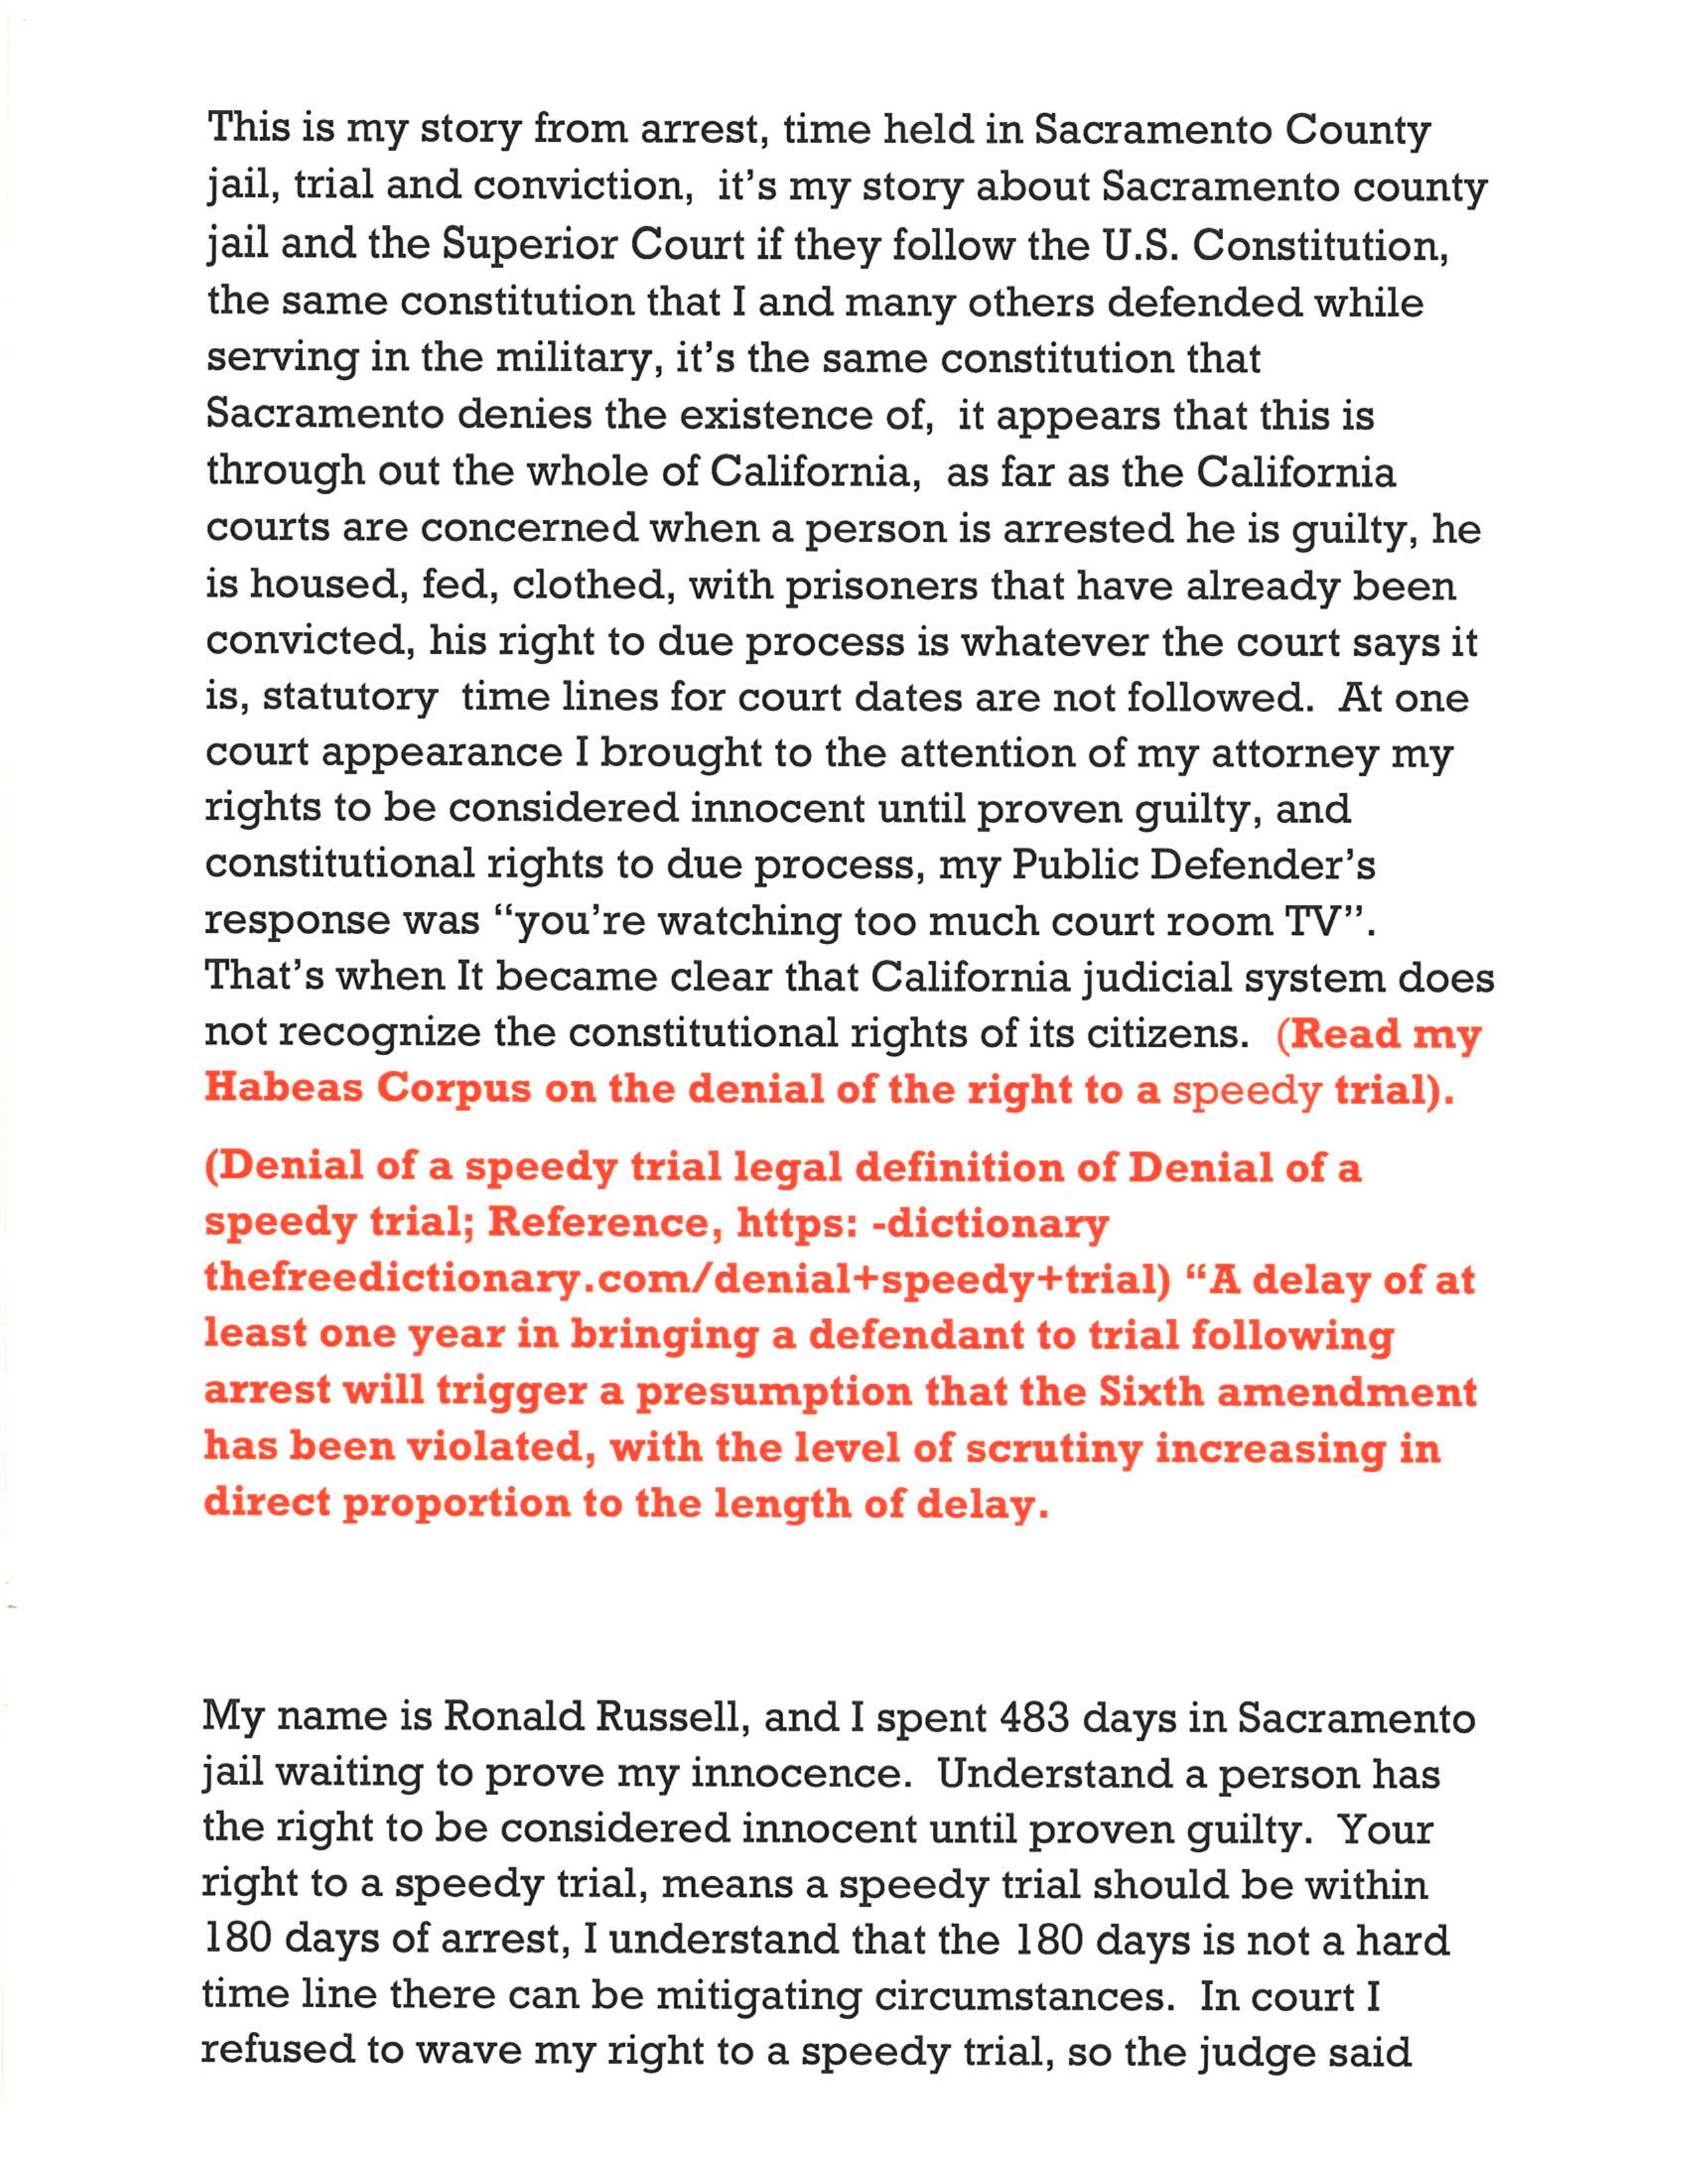 This is my story from arrest, time held in Sacramento County
jail, trial and conviction,  it's my story about Sacramento county
jail and the Superior Court if they follow the U.S. Constitution,
the same constitution that I and many others defended while
serving in the military, it's the same constitution that
Sacramento denies the existence of,  it appears that this is
through out the whole of California,  as far as the California
courts are concerned when a person is arrested he is guilty, he
is housed, fed, clothed, with prisoners that have already been
convicted, his right to due process is whatever the court says it
is, statutory  time lines for court dates are not followed.  At one
court appearance I brought to the attention of my attorney my
rights to be considered innocent until proven guilty, and
constitutional rights to due process, my Public Defender's
response was “you're watching too much court room TV”.
That's when It became clear that California judicial system does
not recognize the constitutional rights of its citizens.  (Read my
Habeas Corpus on the denial of the right to a speedy trial).
(Denial of a speedy trial legal definition of Denial of a
speedy trial; Reference, https: -dictionary
thefreedictionary.com/denial+speedy+trial) “A delay of at
least one year in bringing a defendant to trial following
arrest will trigger a presumption that the Sixth amendment
has been violated, with the level of scrutiny increasing in
direct proportion to the length of delay.
My name is Ronald Russell, and I spent 483 days in Sacramento
jail waiting to prove my innocence.  Understand a person has
the right to be considered innocent until proven guilty.  Your
right to a speedy trial, means a speedy trial should be within
180 days of arrest, I understand that the 180 days is not a hard
time line there can be mitigating circumstances.  In court I
refused to wave my right to a speedy trial, so the judge said